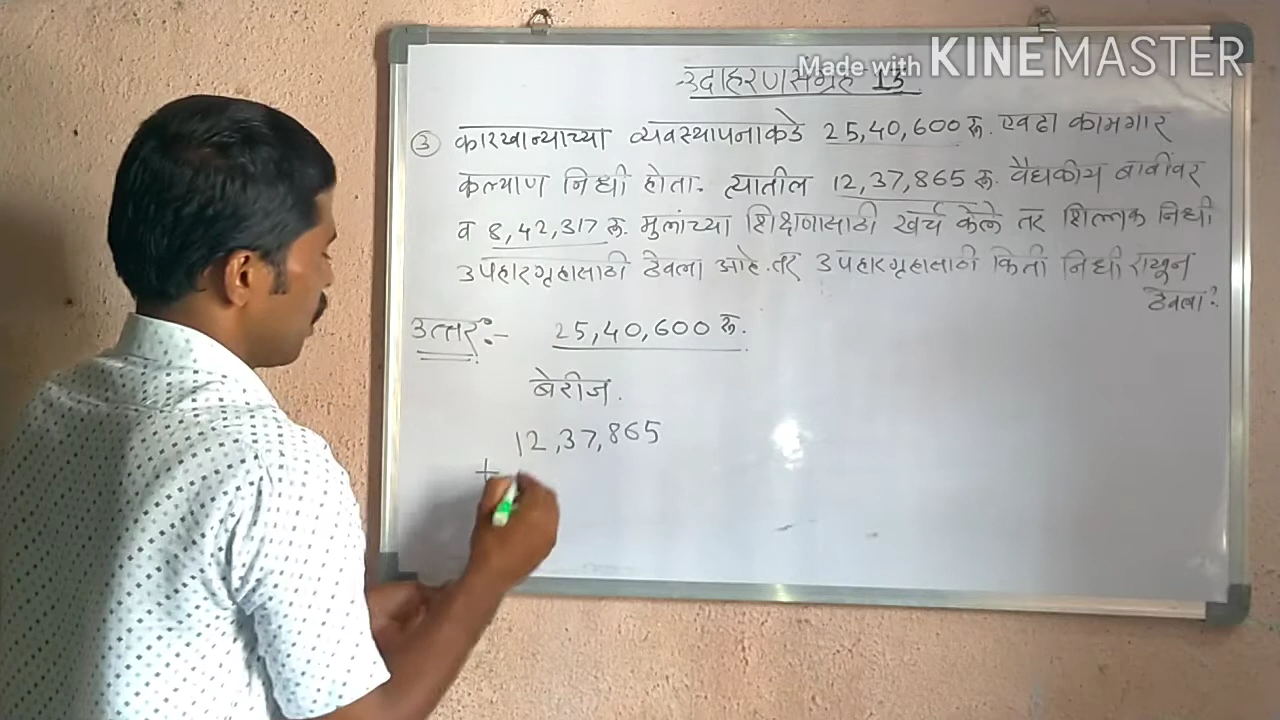 Made with KINEMASTER
उदाहरणसंग्रह 13
③ कारखान्याच्या व्यवस्थापनाकडे 25,40,600 रू. एवढा कामगार
कल्याण निधी होता. त्यातील 12,37,865 रू. वैद्यकीय बाबींवर
व 8,42,317 रू. मुलांच्या शिक्षणासाठी खर्च केले तर शिल्लक निधी
उपहारगृहासाठी ठेवला आहे. तर उपहारगृहासाठी किती निधी राखून
ठेवला?
उत्तर:- 25,40,600 रू.
बेरीज.
12,37,865
+